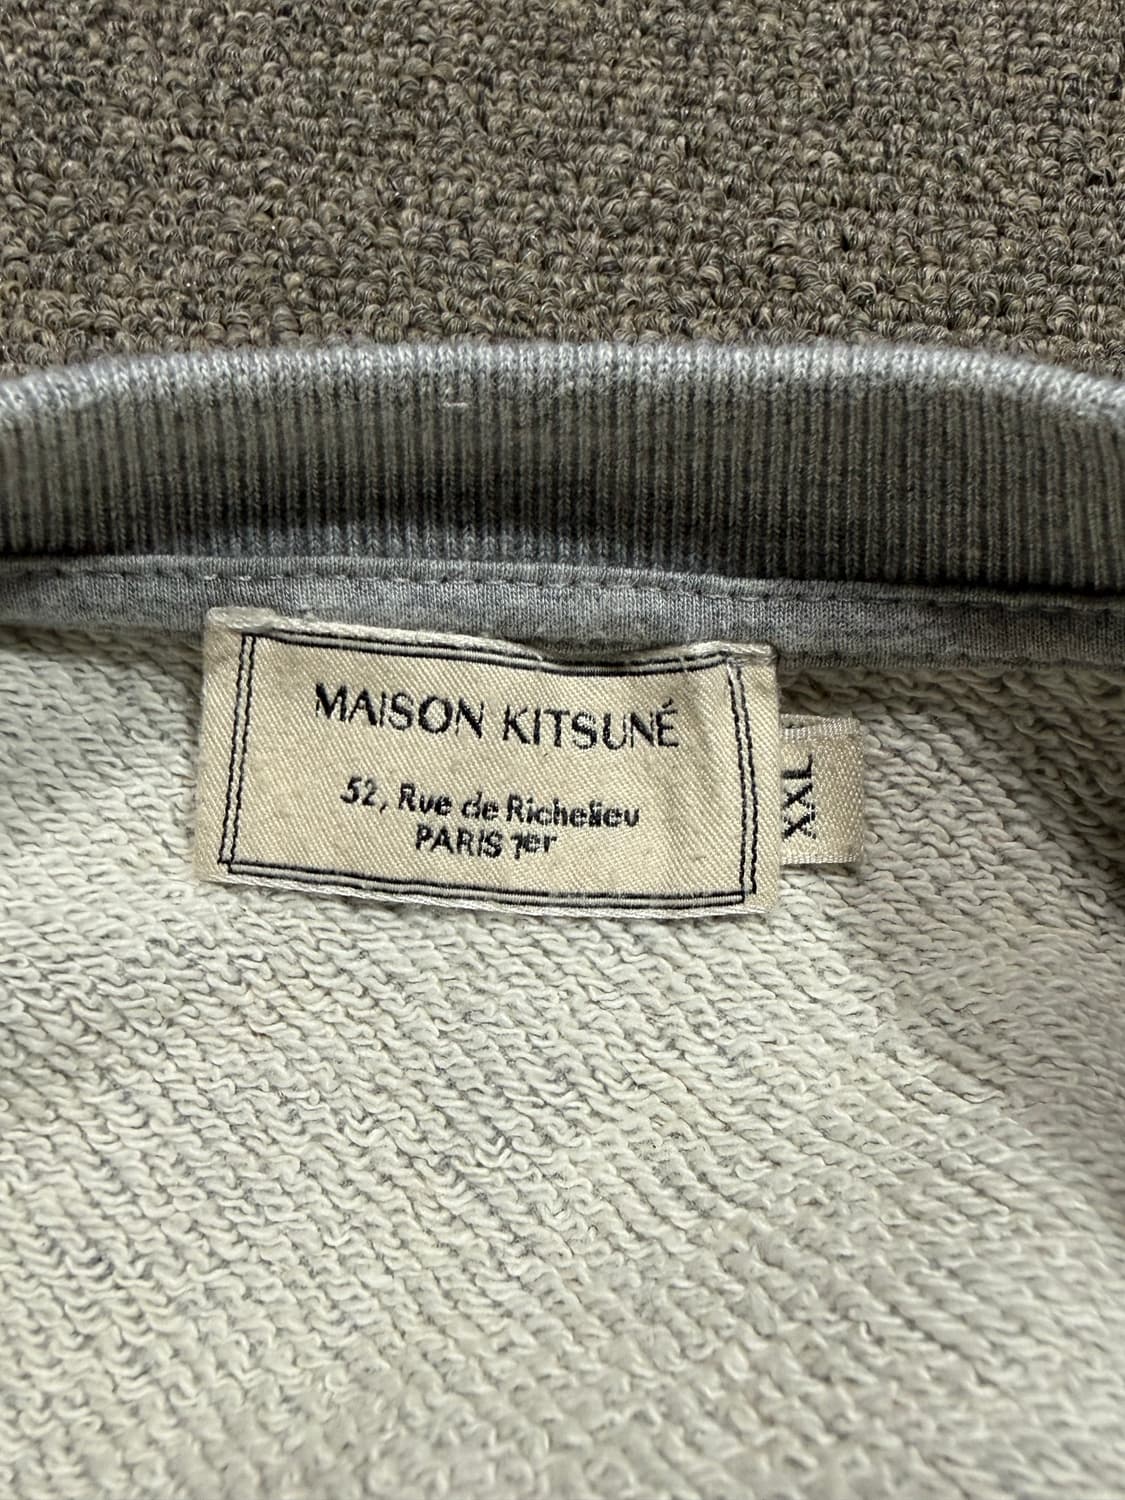 MAISON KITSUNÉ
52, Rue de Richelieu
PARIS 1er
XXL